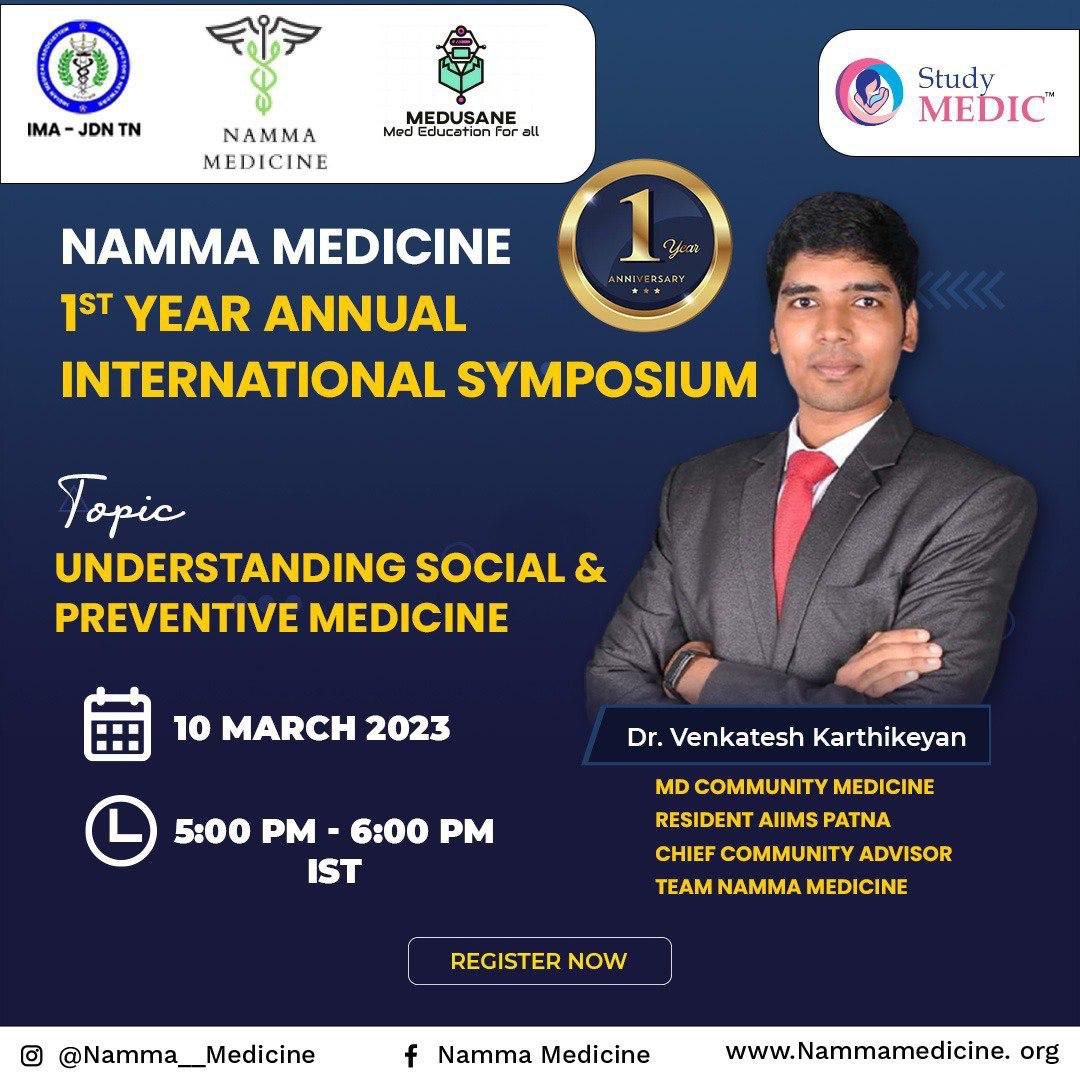 IMA - JDN TN
NAMMA
MEDICINE
MEDUSANE
Med Education for all
Study
MEDIC™
NAMMA MEDICINE
1ST YEAR ANNUAL
INTERNATIONAL SYMPOSIUM
1 Year
ANNIVERSARY
Topic
UNDERSTANDING SOCIAL &
PREVENTIVE MEDICINE
10 MARCH 2023
5:00 PM - 6:00 PM
IST
Dr. Venkatesh Karthikeyan
MD COMMUNITY MEDICINE
RESIDENT AIIMS PATNA
CHIEF COMMUNITY ADVISOR
TEAM NAMMA MEDICINE
REGISTER NOW
@Namma__Medicine
Namma Medicine
www.Nammamedicine. org